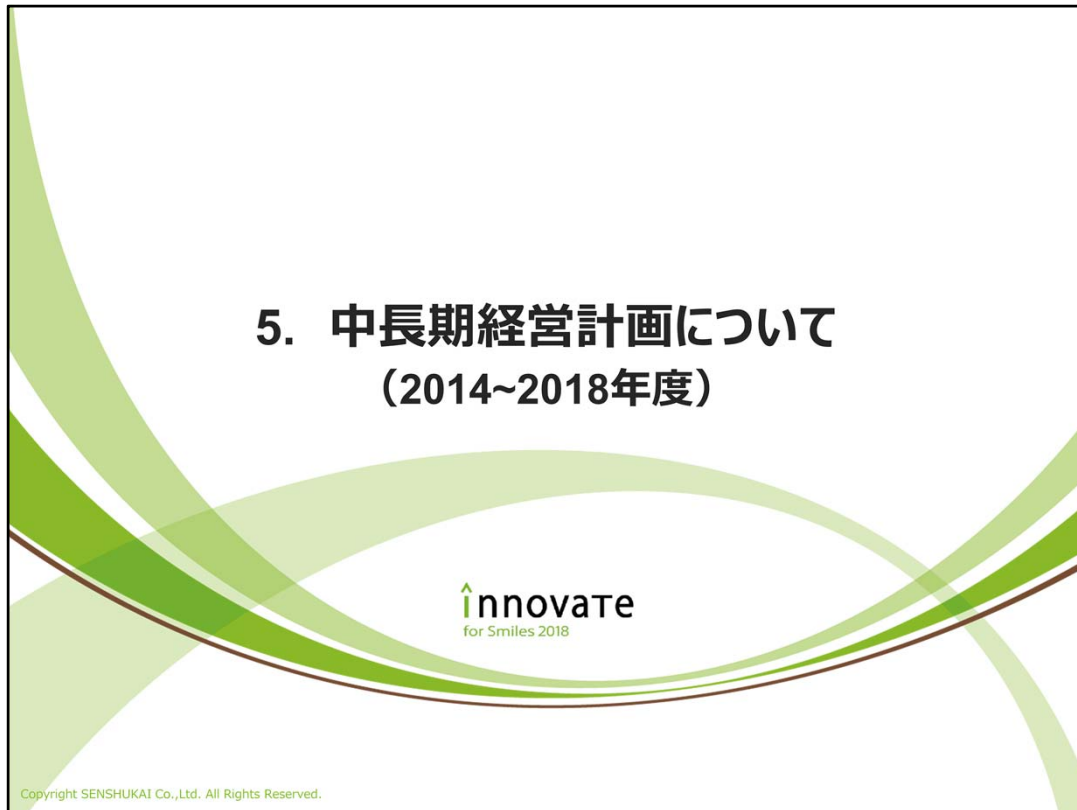 5. 中長期経営計画について
（2014~2018年度）
innovaTe
for Smiles 2018
Copyright SENSHUKAI Co.,Ltd. All Rights Reserved.